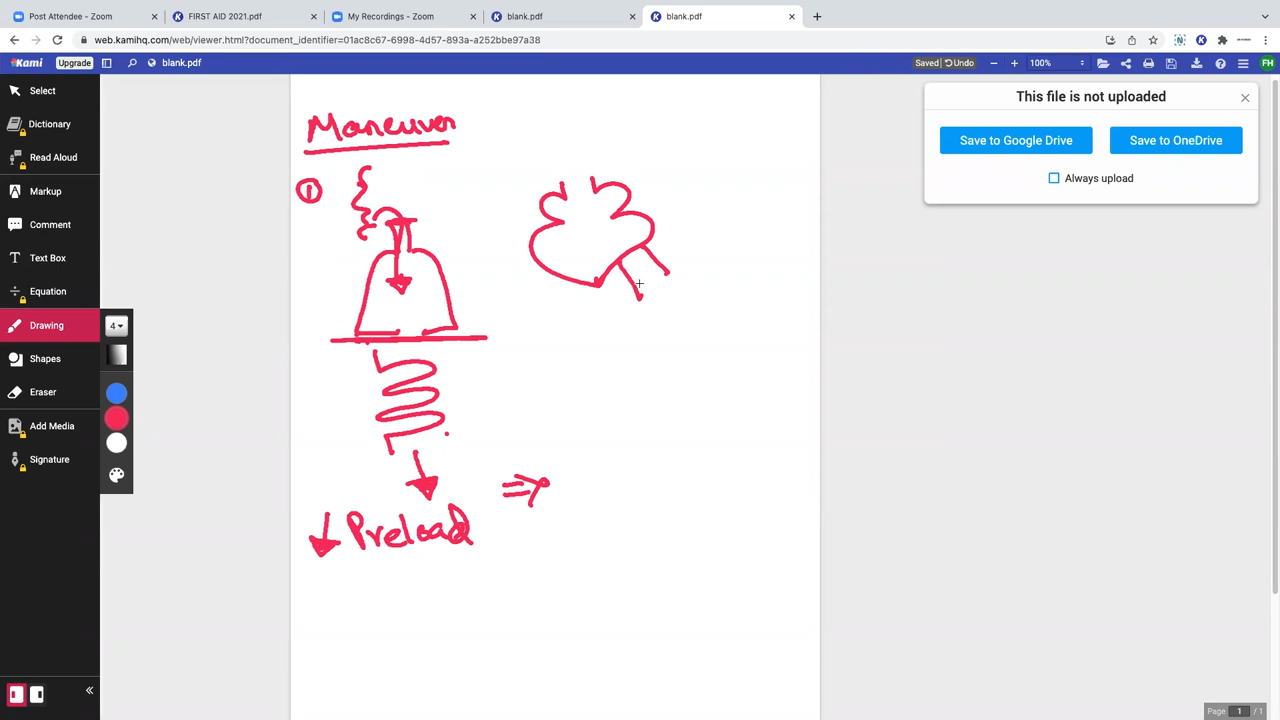 Post Attendee - Zoom
FIRST AID 2021.pdf
My Recordings - Zoom
blank.pdf
blank.pdf
web.kamihq.com/web/viewer.html?document_identifier=01ac8c67-6998-4d57-893a-a252bbe97a38
Kami Upgrade blank.pdf Saved Undo 100% FH
Select
Dictionary
Read Aloud
Markup
Comment
Text Box
Equation
Drawing
Shapes
Eraser
Add Media
Signature
4
This file is not uploaded
Save to Google Drive Save to OneDrive
Always upload
Maneuver
①
↓ Preload ⇒
Page 1 / 1